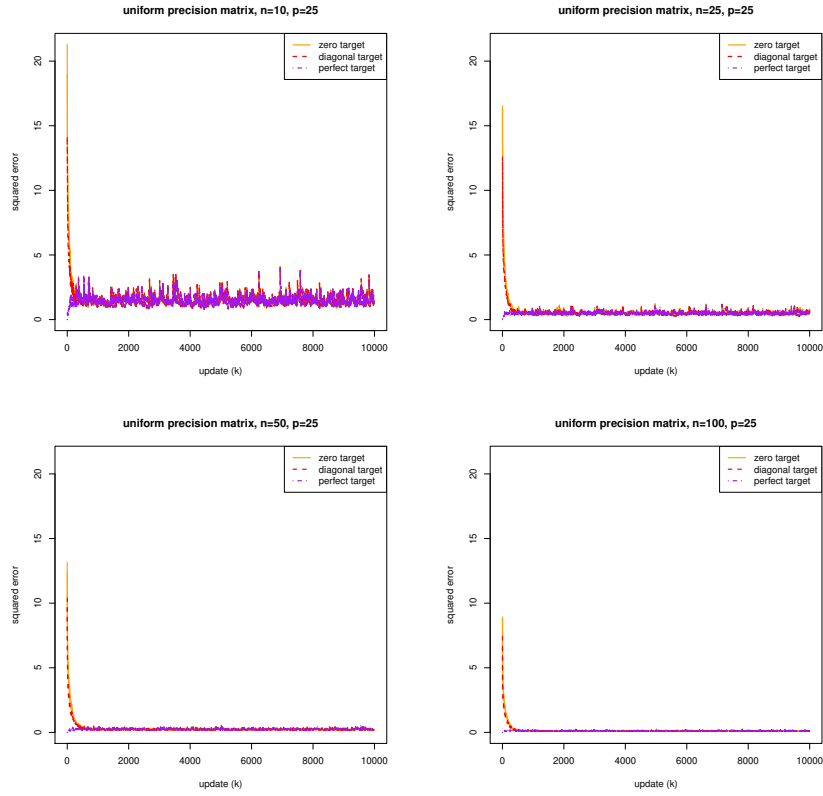 uniform precision matrix, n=10, p=25
zero target
diagonal target
perfect target
squared error
20
15
10
5
0
0 2000 4000 6000 8000 10000
update (k)
uniform precision matrix, n=25, p=25
zero target
diagonal target
perfect target
squared error
20
15
10
5
0
0 2000 4000 6000 8000 10000
update (k)
uniform precision matrix, n=50, p=25
zero target
diagonal target
perfect target
squared error
20
15
10
5
0
0 2000 4000 6000 8000 10000
update (k)
uniform precision matrix, n=100, p=25
zero target
diagonal target
perfect target
squared error
20
15
10
5
0
0 2000 4000 6000 8000 10000
update (k)